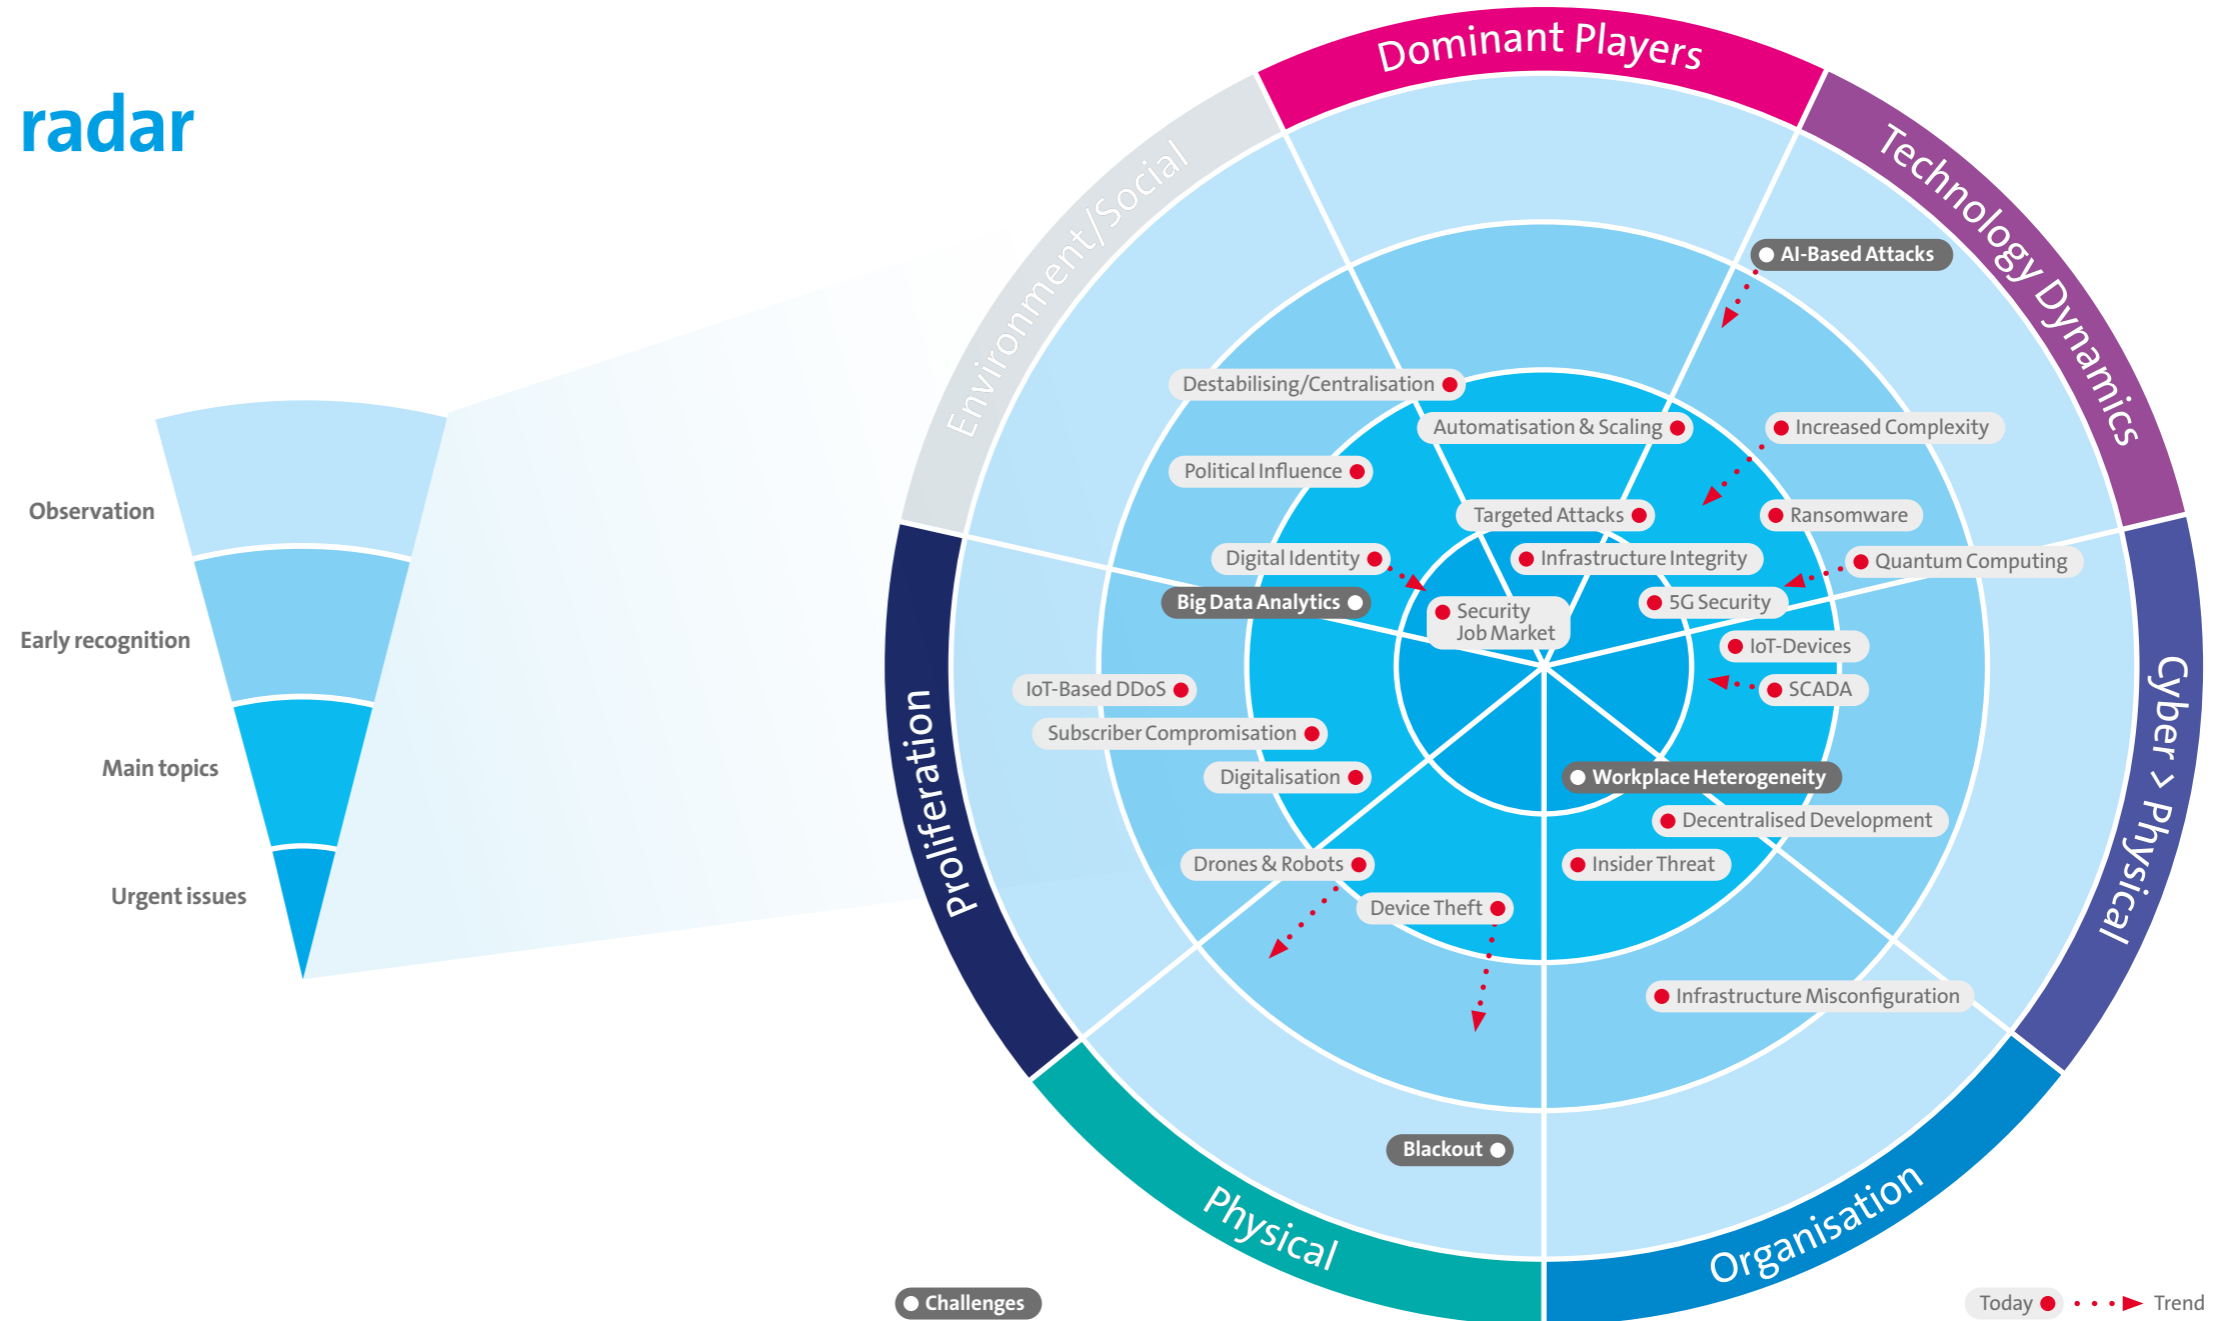 radar
Observation
Early recognition
Main topics
Urgent issues
Dominant Players
Technology Dynamics
Cyber > Physical
Organisation
Physical
Proliferation
Environment/Social
AI-Based Attacks
Destabilising/Centralisation
Automatisation & Scaling
Increased Complexity
Political Influence
Targeted Attacks
Ransomware
Digital Identity
Infrastructure Integrity
Quantum Computing
Big Data Analytics
Security
Job Market
5G Security
IoT-Devices
IoT-Based DDoS
SCADA
Subscriber Compromisation
Digitalisation
Workplace Heterogeneity
Decentralised Development
Drones & Robots
Insider Threat
Device Theft
Infrastructure Misconfiguration
Blackout
Challenges
Today
Trend